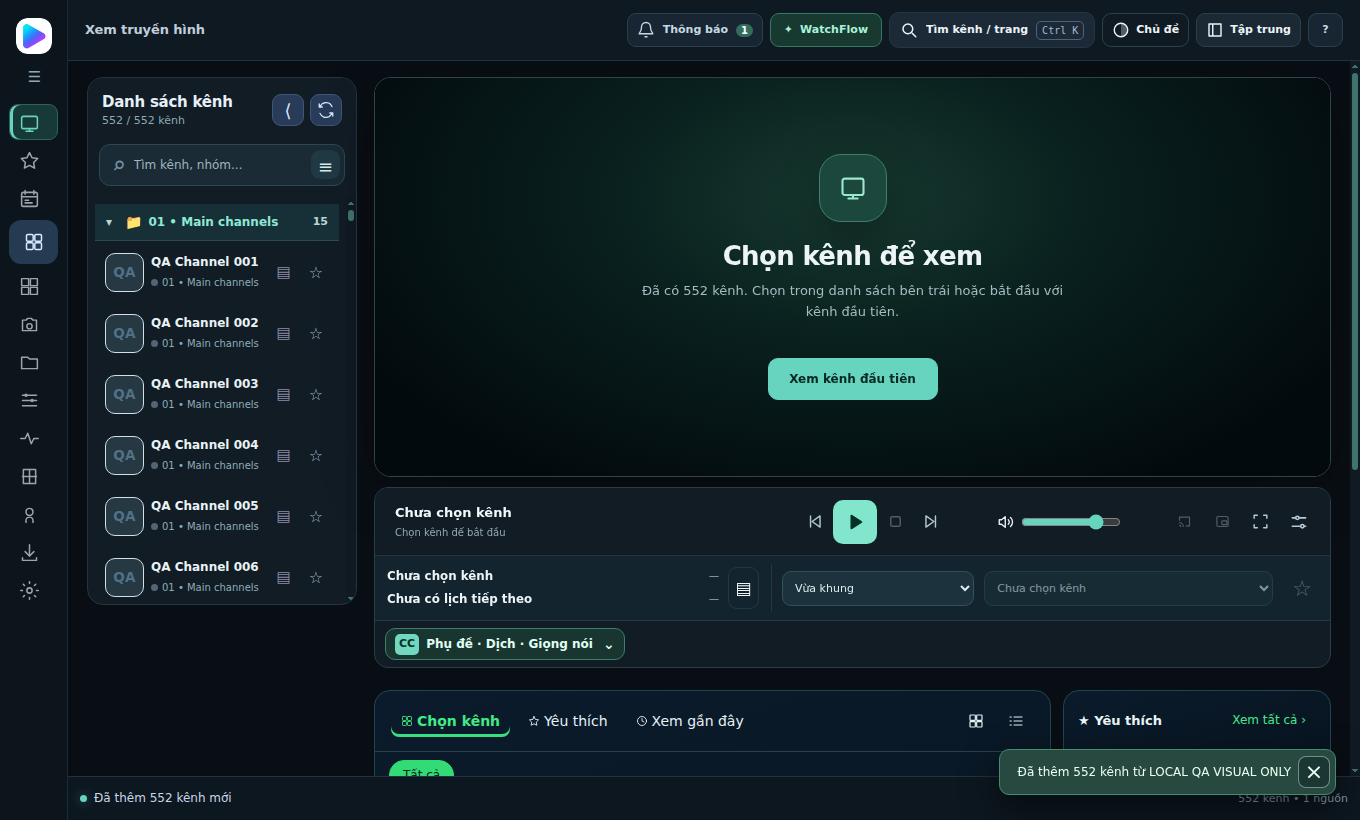 Xem truyền hình
Thông báo 1
✦ WatchFlow
Tìm kênh / trang Ctrl K
Chủ đề
Tập trung
?
Danh sách kênh
552 / 552 kênh
Tìm kênh, nhóm...
01 • Main channels 15
QA QA Channel 001
01 • Main channels
QA QA Channel 002
01 • Main channels
QA QA Channel 003
01 • Main channels
QA QA Channel 004
01 • Main channels
QA QA Channel 005
01 • Main channels
QA QA Channel 006
01 • Main channels
Chọn kênh để xem
Đã có 552 kênh. Chọn trong danh sách bên trái hoặc bắt đầu với
kênh đầu tiên.
Xem kênh đầu tiên
Chưa chọn kênh
Chọn kênh để bắt đầu
Chưa chọn kênh —
Chưa có lịch tiếp theo —
Vừa khung
Chưa chọn kênh
CC Phụ đề · Dịch · Giọng nói
Chọn kênh
Yêu thích
Xem gần đây
★ Yêu thích
Xem tất cả ›
Tất cả
Đã thêm 552 kênh từ LOCAL QA VISUAL ONLY
Đã thêm 552 kênh mới
552 kênh • 1 nguồn